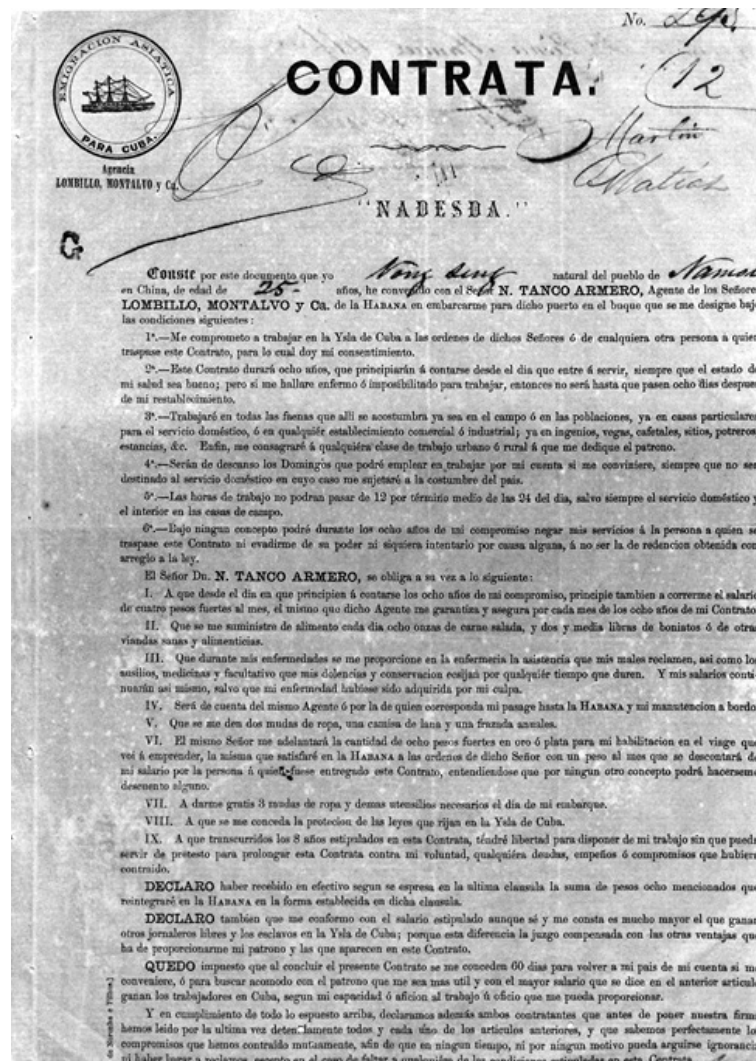 No.
EMIGRACION ASIATICA
PARA CUBA.
Agencia
LOMBILLO, MONTALVO y Ca.
CONTRATA.
12
Martin
Matias
"NADESDA."
Conste por este documento que yo natural del pueblo de Namoa
en China, de edad de 25 años, he convenido con el Señor N. TANCO ARMERO, Agente de los Señore
LOMBILLO, MONTALVO y Ca. de la HABANA en embarcarme para dicho puerto en el buque que se me designe baj
las condiciones siguientes:
1ª.—Me comprometo a trabajar en la Ysla de Cuba a las ordenes de dichos Señores ó de cualquiera otra persona a quien
traspase este Contrato, para lo cual doy mi consentimiento.
2ª.—Este Contrato durará ocho años, que principiarán á contarse desde el dia que entre á servir, siempre que el estado de
mi salud sea bueno; pero si me hallare enfermo ó imposibilitado para trabajar, entonces no será hasta que pasen ocho dias despues
de mi restablecimiento.
3ª.—Trabajaré en todas las faenas que alli se acostumbra ya sea en el campo ó en las poblaciones, ya en casas particulares
para el servicio doméstico, ó en qualquiér establecimiento comercial ó industrial; ya en ingenios, vegas, cafetales, sitios, potreros
estancias, &c. Enfin, me consagraré á qualquiéra clase de trabajo urbano ó rural á que me dedique el patrono.
4ª.—Serán de descanso los Domingos que podré emplear en trabajar por mi cuenta si me conviniere, siempre que no sea
destinado al servicio doméstico en cuyo caso me sujetaré a la costumbre del pais.
5ª.—Las horas de trabajo no podran pasar de 12 por término medio de las 24 del dia, salvo siempre el servicio doméstico y
el interior en las casas de campo.
6ª.—Bajo ningun concepto podré durante los ocho años de mi compromiso negar mis servicios á la persona a quien se
traspase este Contrato ni evadirme de su poder ni siquiera intentarlo por causa alguna, á no ser la de redencion obtenida con
arreglo a la ley.
El Señor Dn. N. TANCO ARMERO, se obliga a su vez a lo siguiente:
I. A que desde el dia en que principien á contarse los ocho años de mi compromiso, principie tambien a correrme el salario
de cuatro pesos fuertes al mes, el mismo que dicho Agente me garantiza y asegura por cada mes de los ocho años de mi Contrato
II. Que se me suministre de alimento cada dia ocho onzas de carne salada, y dos y media libras de boniatos ó de otras
viandas sanas y alimenticias.
III. Que durante mis enfermedades se me proporcione en la enfermeria la asistencia que mis males reclamen, asi como los
ausilios, medicinas y facultativo que mis dolencias y conservacion ecsijan por qualquiér tiempo que duren. Y mis salarios conti-
nuarán asi mismo, salvo que mi enfermedad hubiese sido adquirida por mi culpa.
IV. Será de cuenta del mismo Agente ó por la de quien corresponda mi pasage hasta la HABANA y mi manutencion a bordo
V. Que se me den dos mudas de ropa, una camisa de lana y una frazada anuales.
VI. El mismo Señor me adelantará la cantidad de ocho pesos fuertes en oro ó plata para mi habilitacion en el viage que
voi á emprender, la misma que satisfaré en la HABANA a las ordenes de dicho Señor con un peso al mes que se descontará de
mi salario por la persona á quien fuese entregado este Contrato, entendiendose que por ningun otro concepto podrá hacerseme
descuento alguno.
VII. A darme gratis 3 mudas de ropa y demas utensilios necesarios el dia de mi embarque.
VIII. A que se me conceda la protecion de las leyes que rijan en la Ysla de Cuba.
IX. A que transcurridos los 8 años estipulados en esta Contrata, téndré libertad para disponer de mi trabajo sin que pueda
servir de pretesto para prolongar esta Contrata contra mi voluntad, qualquiéra deudas, empeños ó compromisos que hubiera
contraido.
DECLARO haber recibido en efectivo segun se espresa en la ultima clausula la suma de pesos ocho mencionados que
reintegraré en la HABANA en la forma establecida en dicha clausula.
DECLARO tambien que me conformo con el salario estipulado aunque sé y me consta es mucho mayor el que ganan
otros jornaleros libres y los esclavos en la Ysla de Cuba; porque esta diferencia la juzgo compensada con las otras ventajas que
ha de proporcionarme mi patrono y las que aparecen en este Contrato.
QUEDO impuesto que al concluir el presente Contrato se me conceden 60 dias para volver a mi pais de mi cuenta si me
conveniere, ó para buscar acomodo con el patrono que me sea mas util y con el mayor salario que se dice en el anterior articulo
ganan los trabajadores en Cuba, segun mi capacidad ó aficion al trabajo ú oficio que me pueda proporcionar.
Y en cumplimiento de todo lo espuesto arriba, declaramos además ambos contratantes que antes de poner nuestra firma
hemos leido por la ultima vez detenidamente todos y cada uno de los articulos anteriores, y que sabemos perfectamente los
compromisos que hemos contraido mutuamente, afin de que en ningun tiempo, ni por ningun motivo pueda arguirse ignorancia